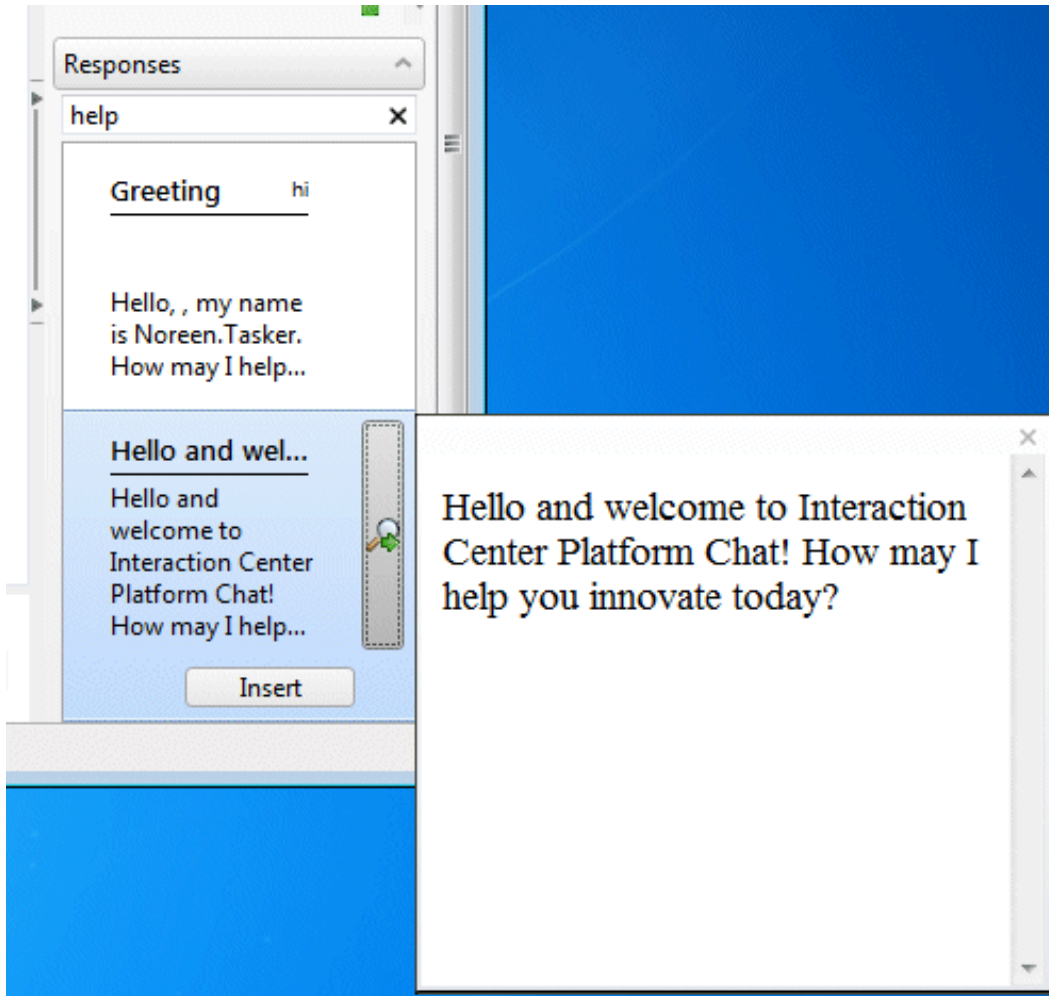 Responses
help
Greeting hi
Hello, , my name
is Noreen.Tasker.
How may I help...
Hello and wel...
Hello and
welcome to
Interaction Center
Platform Chat!
How may I help...
Insert
Hello and welcome to Interaction
Center Platform Chat! How may I
help you innovate today?